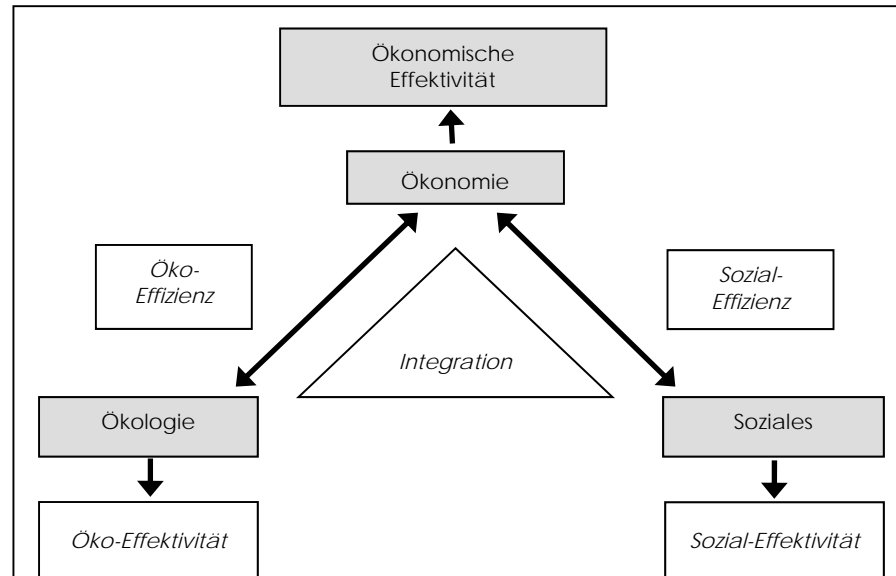 Ökonomische
Effektivität
Ökonomie
Öko-
Effizienz
Sozial-
Effizienz
Integration
Ökologie
Soziales
Öko-Effektivität
Sozial-Effektivität